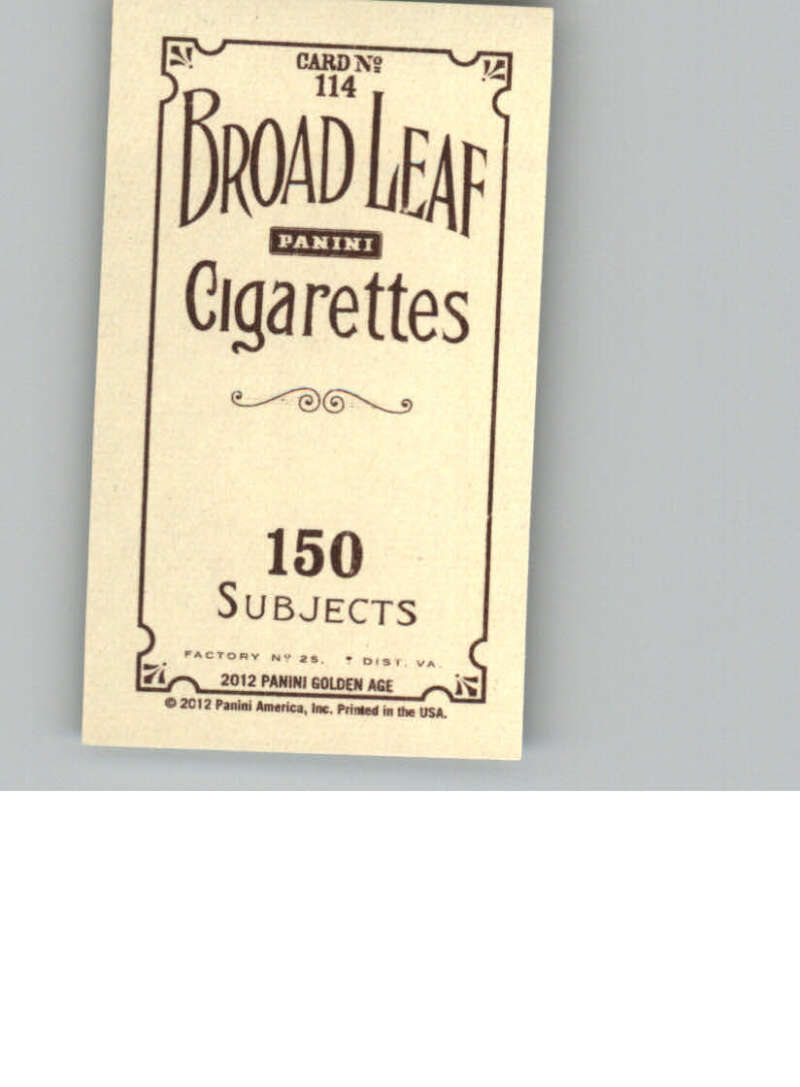 CARD Nº
114
BROAD LEAF
PANINI
Cigarettes
150
SUBJECTS
FACTORY Nº 25. DIST. VA.
2012 PANINI GOLDEN AGE
© 2012 Panini America, Inc. Printed in the USA.